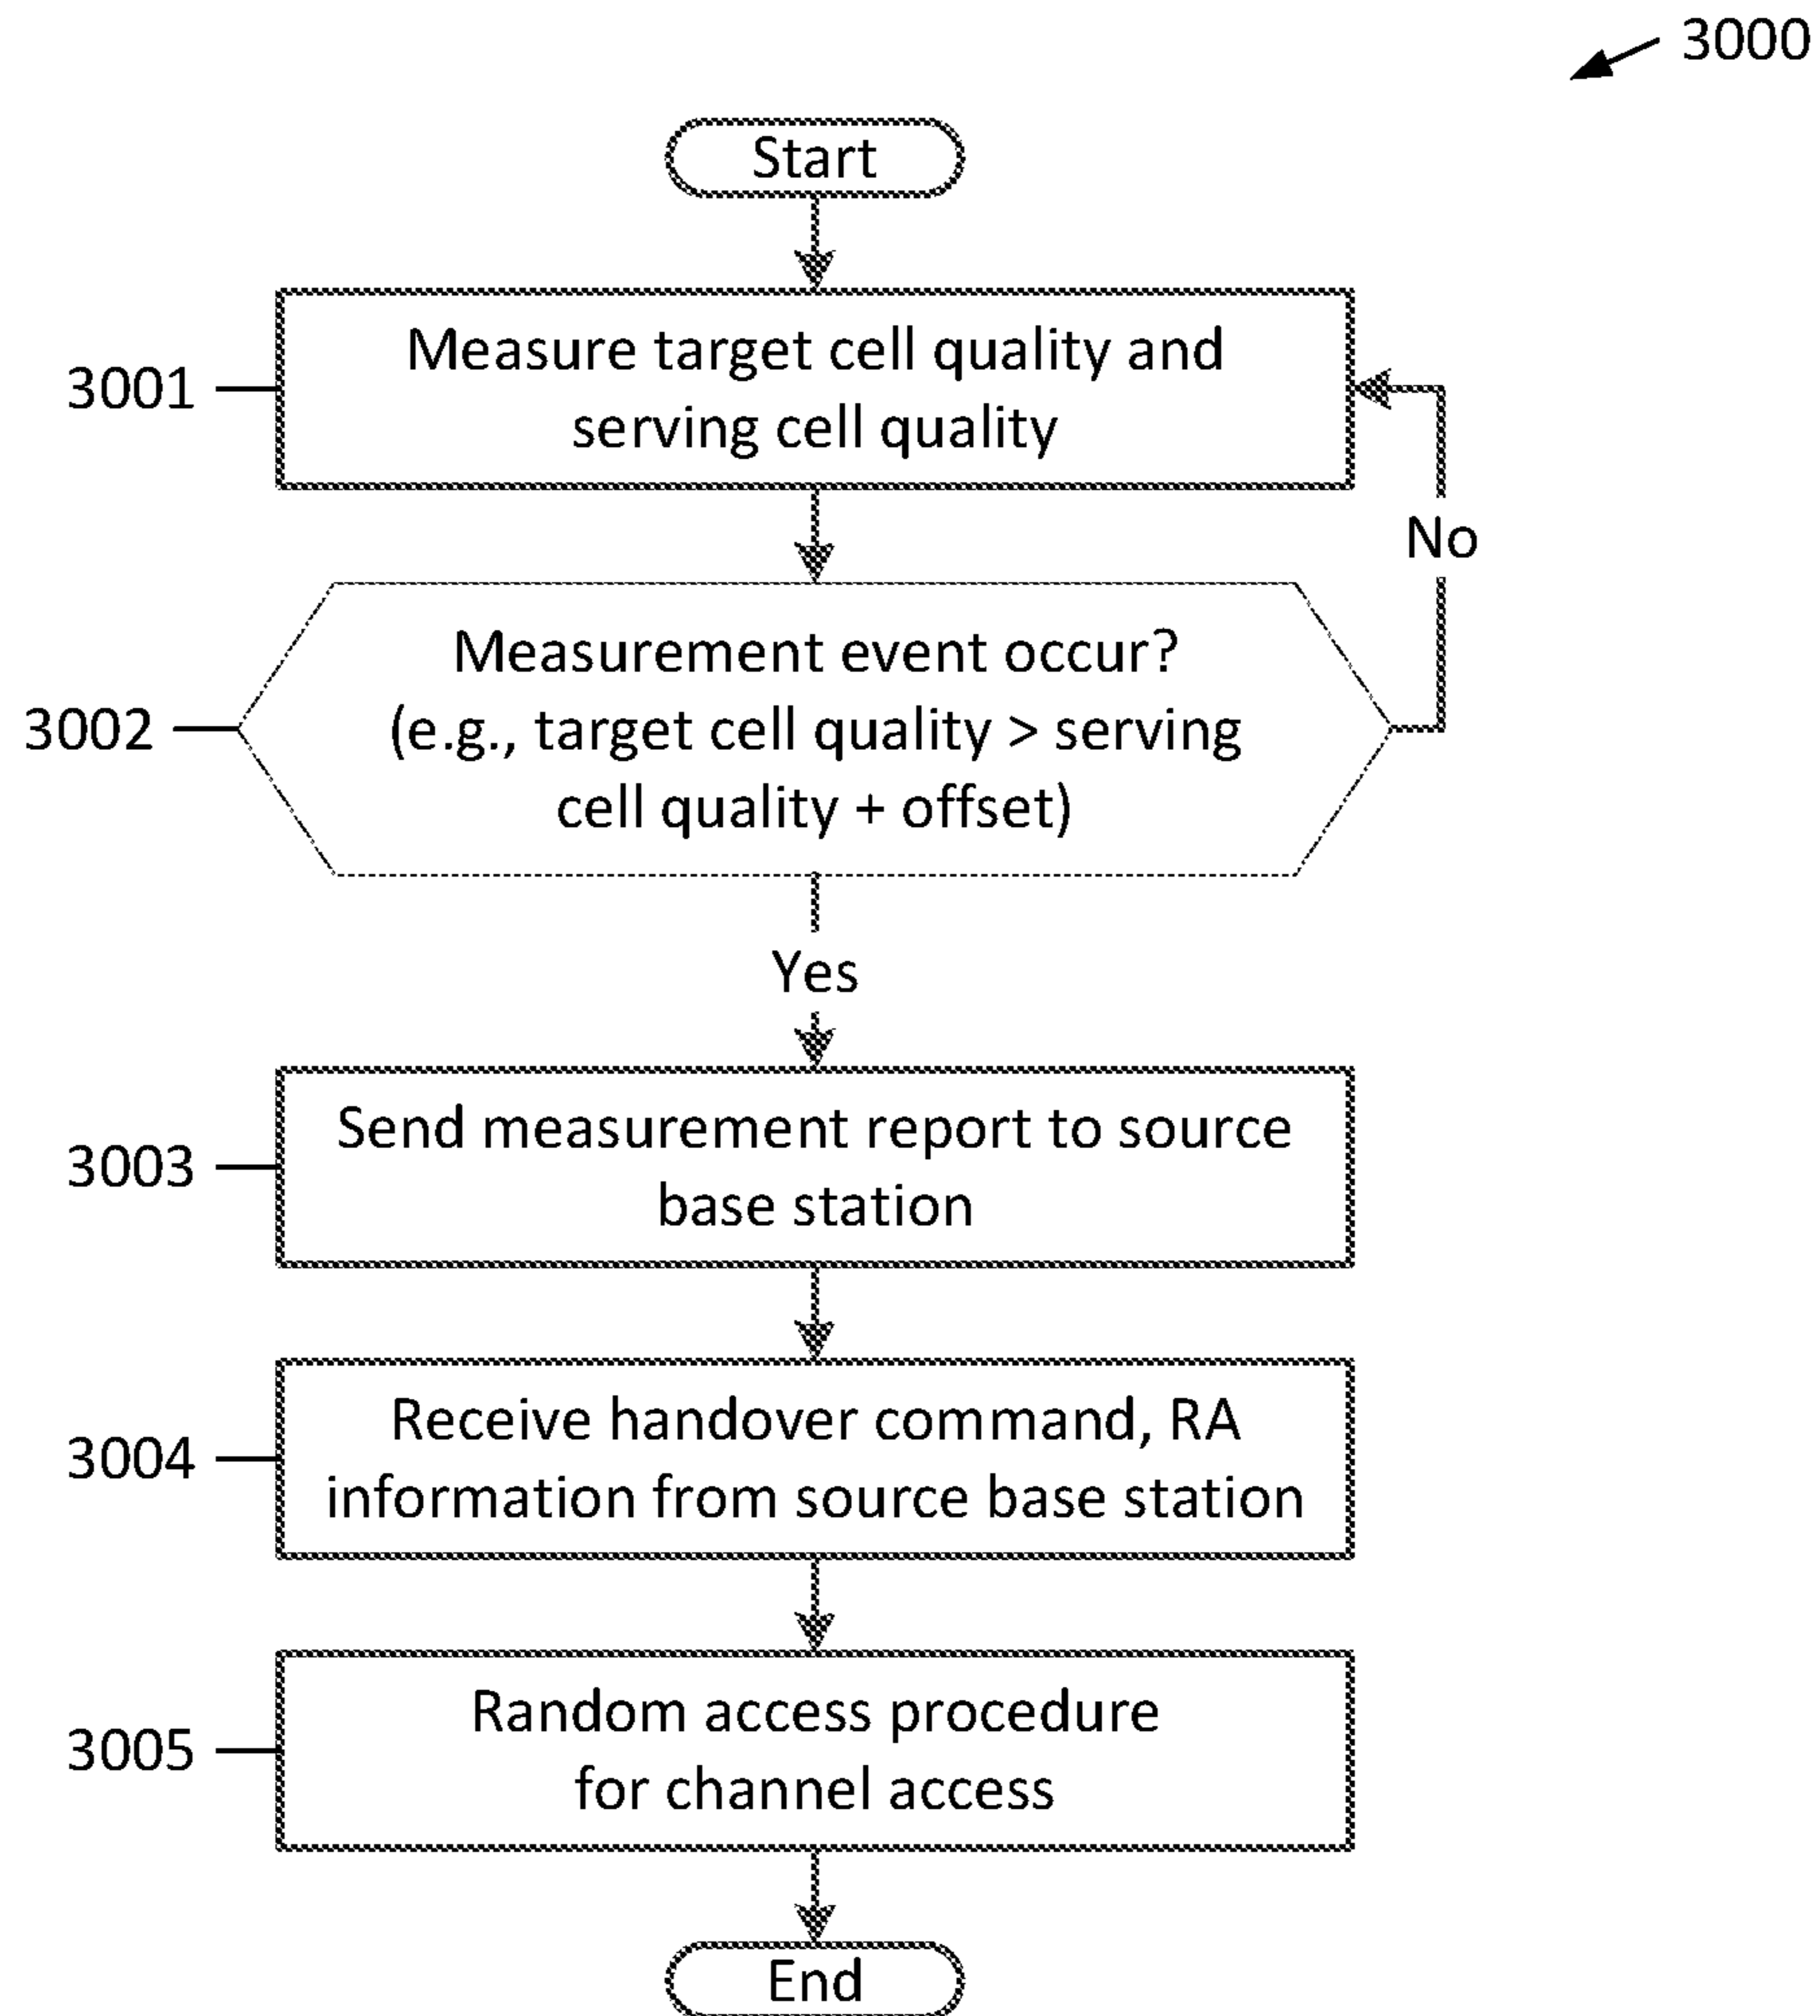 3000
Start
3001
Measure target cell quality and
serving cell quality
No
3002
Measurement event occur?
(e.g., target cell quality > serving
cell quality + offset)
Yes
3003
Send measurement report to source
base station
3004
Receive handover command, RA
information from source base station
3005
Random access procedure
for channel access
End